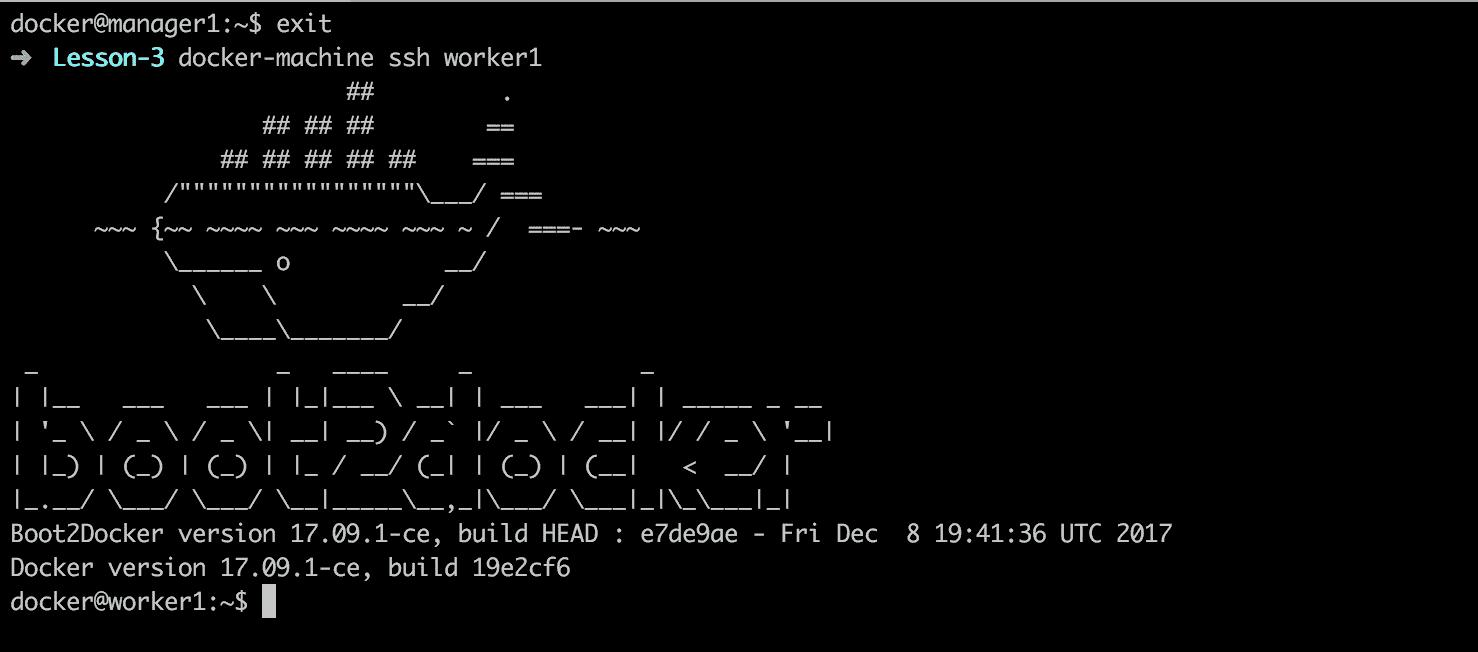 docker@manager1:~$ exit
➜  Lesson-3 docker-machine ssh worker1
                        ##         .
                  ## ## ##        ==
               ## ## ## ## ##    ===
           /"""""""""""""""""\___/ ===
      ~~~ {~~ ~~~~ ~~~ ~~~~ ~~~ ~ /  ===- ~~~
           \______ o           __/
             \    \         __/
              \____\_______/
 _                 _   ____     _            _
| |__   ___   ___ | |_|___ \ __| | ___   ___| | _____ _ __
| '_ \ / _ \ / _ \| __| __) / _` |/ _ \ / __| |/ / _ \ '__|
| |_) | (_) | (_) | |_ / __/ (_| | (_) | (__|   <  __/ |
|_.__/ \___/ \___/ \__|_____\__,_|\___/ \___|_|\_\___|_|
Boot2Docker version 17.09.1-ce, build HEAD : e7de9ae - Fri Dec  8 19:41:36 UTC 2017
Docker version 17.09.1-ce, build 19e2cf6
docker@worker1:~$